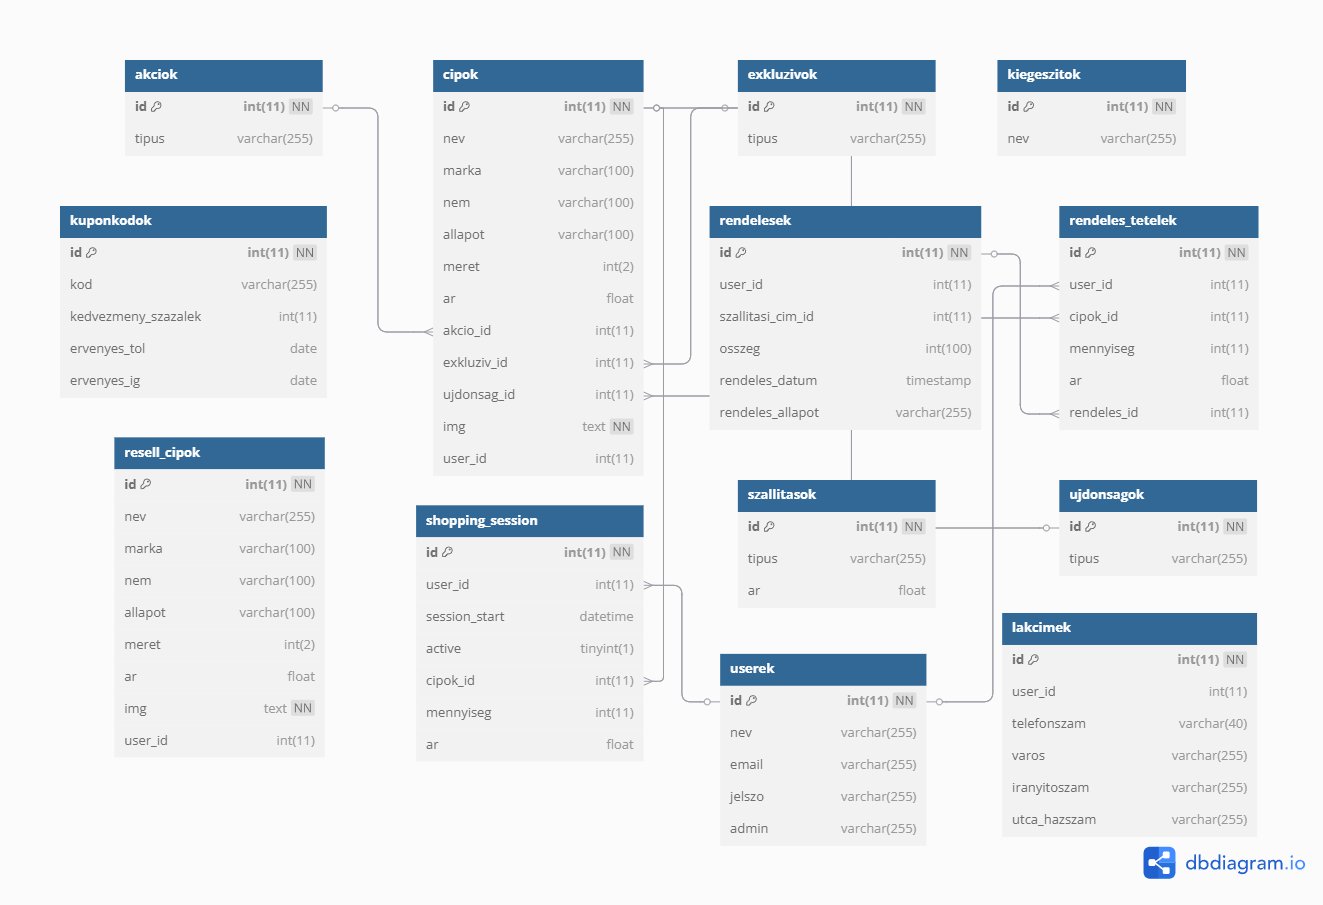 akciok
id int(11) NN
tipus varchar(255)
cipok
id int(11) NN
nev varchar(255)
marka varchar(100)
nem varchar(100)
allapot varchar(100)
meret int(2)
ar float
akcio_id int(11)
exkluziv_id int(11)
ujdonsag_id int(11)
img text NN
user_id int(11)
exkluzivok
id int(11) NN
tipus varchar(255)
kiegeszitok
id int(11) NN
nev varchar(255)
kuponkodok
id int(11) NN
kod varchar(255)
kedvezmeny_szazalek int(11)
ervenyes_tol date
ervenyes_ig date
rendelesek
id int(11) NN
user_id int(11)
szallitasi_cim_id int(11)
osszeg int(100)
rendeles_datum timestamp
rendeles_allapot varchar(255)
rendeles_tetelek
id int(11) NN
user_id int(11)
cipok_id int(11)
mennyiseg int(11)
ar float
rendeles_id int(11)
resell_cipok
id int(11) NN
nev varchar(255)
marka varchar(100)
nem varchar(100)
allapot varchar(100)
meret int(2)
ar float
img text NN
user_id int(11)
shopping_session
id int(11) NN
user_id int(11)
session_start datetime
active tinyint(1)
cipok_id int(11)
mennyiseg int(11)
ar float
szallitasok
id int(11) NN
tipus varchar(255)
ar float
ujdonsagok
id int(11) NN
tipus varchar(255)
userek
id int(11) NN
nev varchar(255)
email varchar(255)
jelszo varchar(255)
admin varchar(255)
lakcimek
id int(11) NN
user_id int(11)
telefonszam varchar(40)
varos varchar(255)
iranyitoszam varchar(255)
utca_hazszam varchar(255)
dbdiagram.io